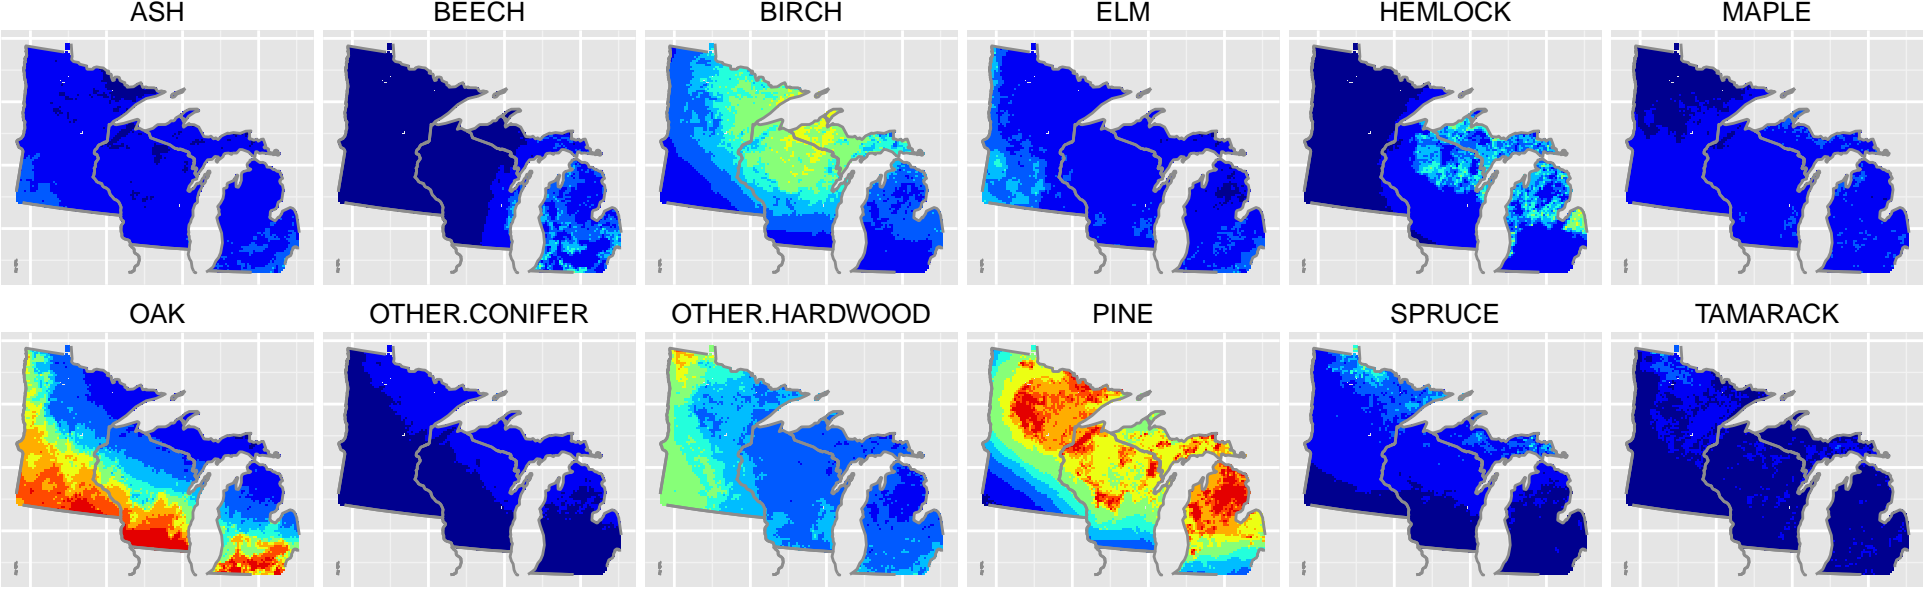 ASH BEECH BIRCH ELM HEMLOCK MAPLE
OAK OTHER.CONIFER OTHER.HARDWOOD PINE SPRUCE TAMARACK